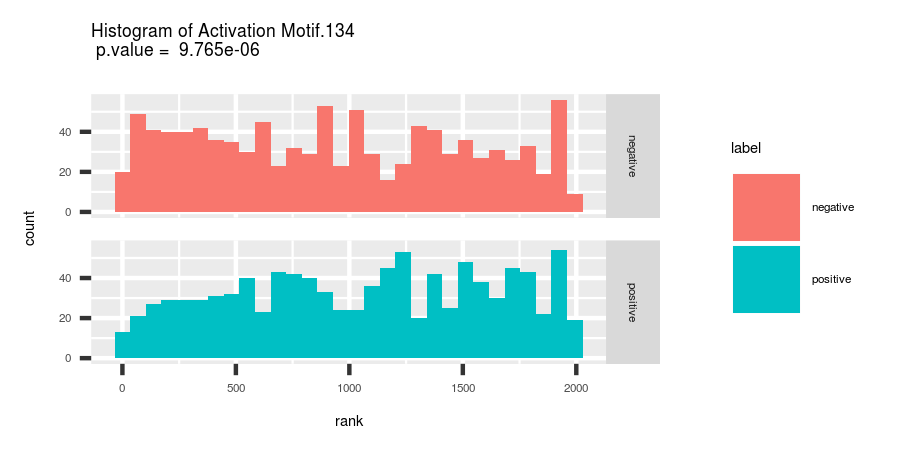 Histogram of Activation Motif.134
p.value = 9.765e-06
count
40
20
0
negative
40
20
0
positive
0
500
1000
1500
2000
rank
label
negative
positive